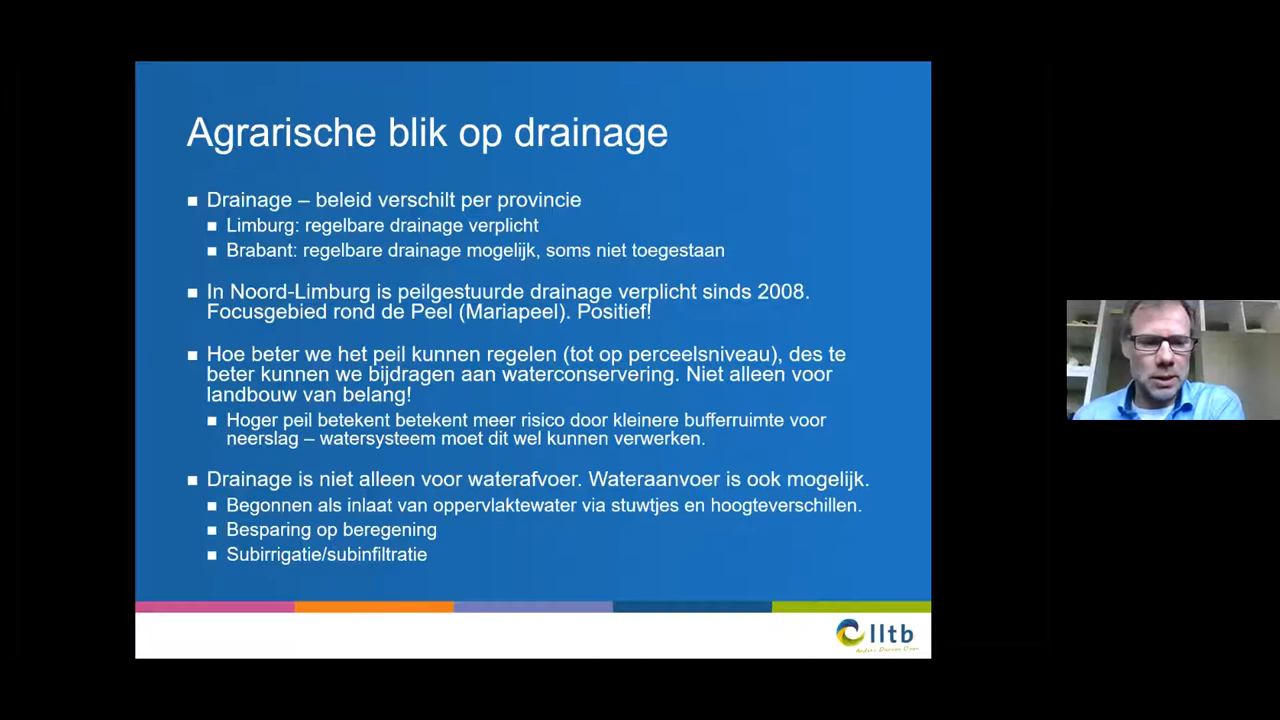 Agrarische blik op drainage
Drainage – beleid verschilt per provincie
Limburg: regelbare drainage verplicht
Brabant: regelbare drainage mogelijk, soms niet toegestaan
In Noord-Limburg is peilgestuurde drainage verplicht sinds 2008.
Focusgebied rond de Peel (Mariapeel). Positief!
Hoe beter we het peil kunnen regelen (tot op perceelsniveau), des te
beter kunnen we bijdragen aan waterconservering. Niet alleen voor
landbouw van belang!
Hoger peil betekent betekent meer risico door kleinere bufferruimte voor
neerslag – watersysteem moet dit wel kunnen verwerken.
Drainage is niet alleen voor waterafvoer. Wateraanvoer is ook mogelijk.
Begonnen als inlaat van oppervlaktewater via stuwtjes en hoogteverschillen.
Besparing op beregening
Subirrigatie/subinfiltratie
lltb